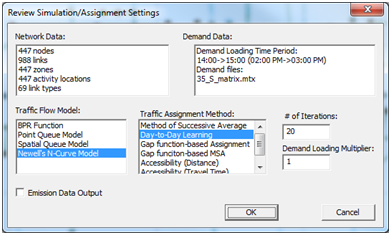 Review Simulation/Assignment Settings
Network Data:
447 nodes
988 links
447 zones
447 activity locations
69 link types
Demand Data:
Demand Loading Time Period:
14:00->15:00 (02:00 PM->03:00 PM)
Demand files:
35_S_matrix.mtx
Traffic Flow Model:
BPR Function
Point Queue Model
Spatial Queue Model
Newell's N-Curve Model
Traffic Assignment Method:
Method of Successive Average
Day-to-Day Learning
Gap function-based Assignment
Gap funciton-based MSA
Accessibility (Distance)
Accessibility (Travel Time)
# of Iterations:
20
Demand Loading Multiplier:
1
Emission Data Output
OK
Cancel